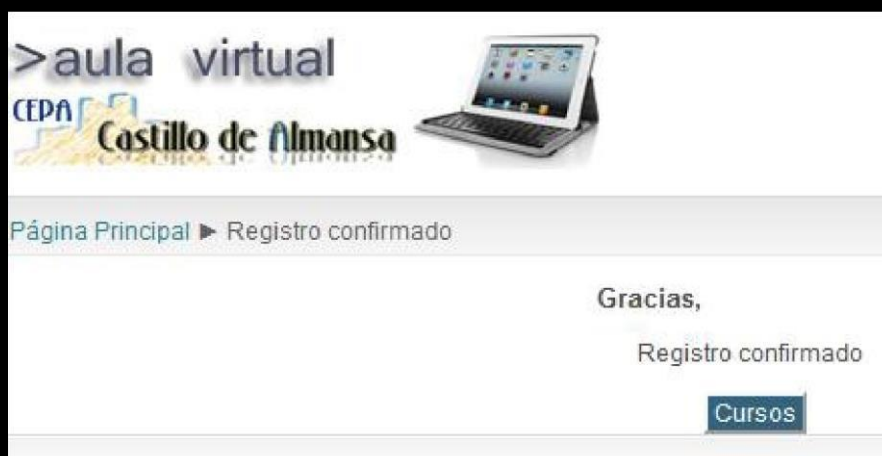 >aula virtual
CEPA
Castillo de Almansa
Página Principal ► Registro confirmado
Gracias,
Registro confirmado
Cursos